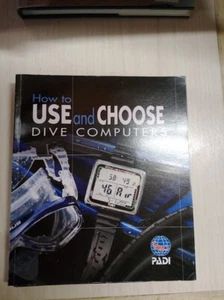 How to
USE and CHOOSE
DIVE COMPUTERS
PADI